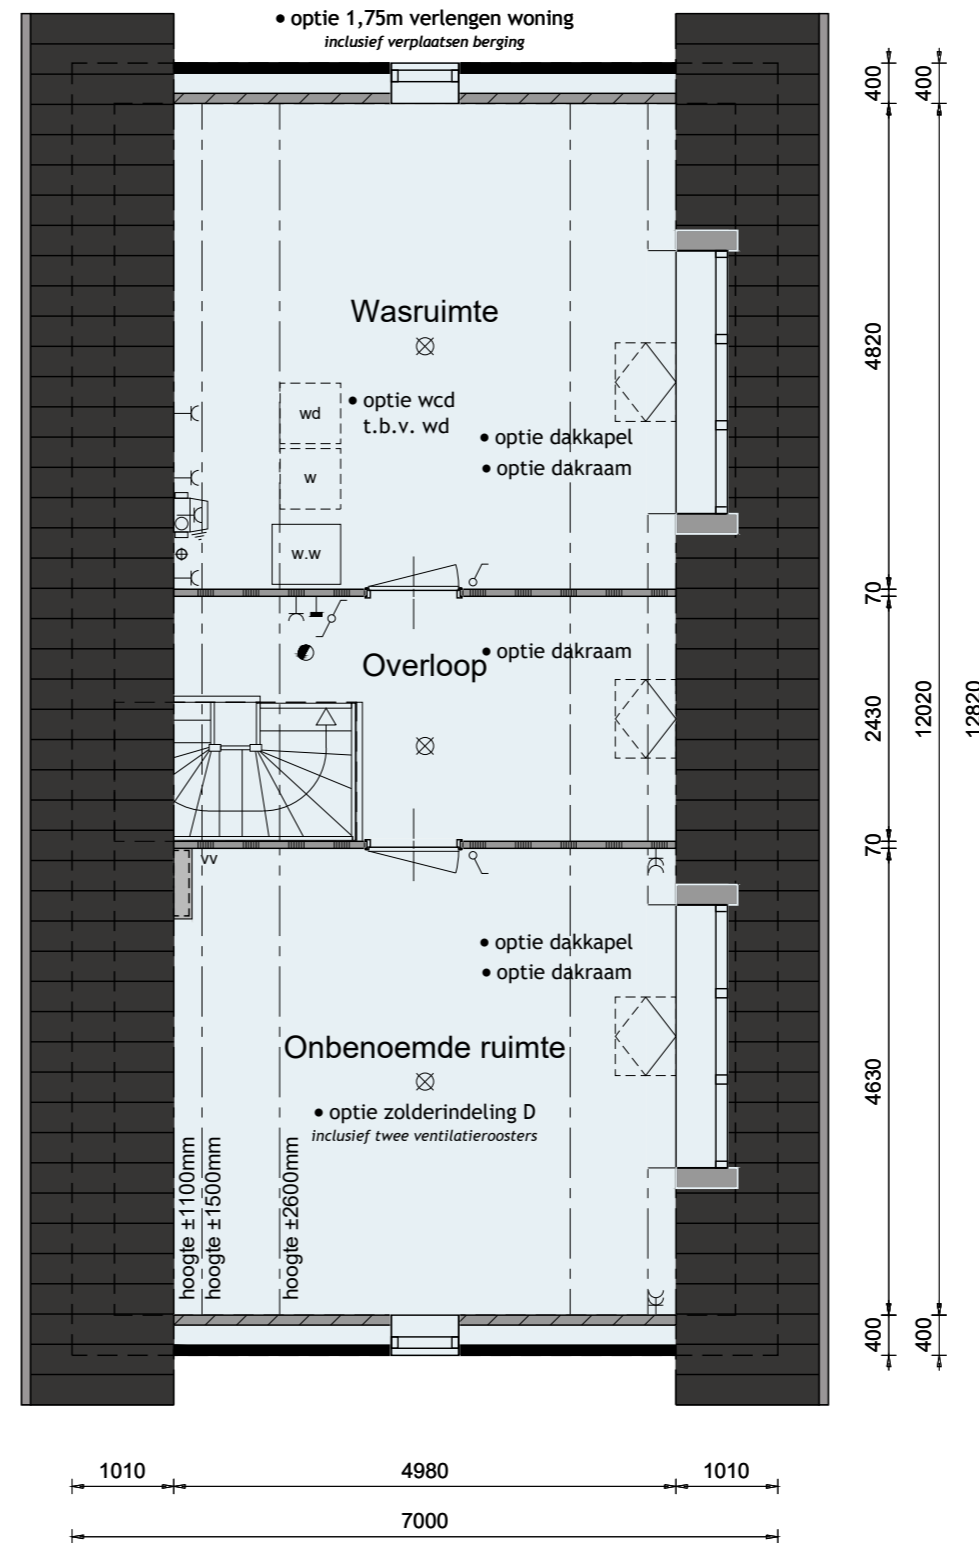 • optie 1,75m verlengen woning
inclusief verplaatsen berging
400
400
Wasruimte
4820
wd
• optie wcd
t.b.v. wd
• optie dakkapel
w
• optie dakraam
w.w
70
Overloop
• optie dakraam
2430
12020
12820
70
vv
• optie dakkapel
• optie dakraam
Onbenoemde ruimte
4630
• optie zolderindeling D
inclusief twee ventilatieroosters
hoogte ±1100mm
hoogte ±1500mm
hoogte ±2600mm
400
400
1010
4980
1010
7000